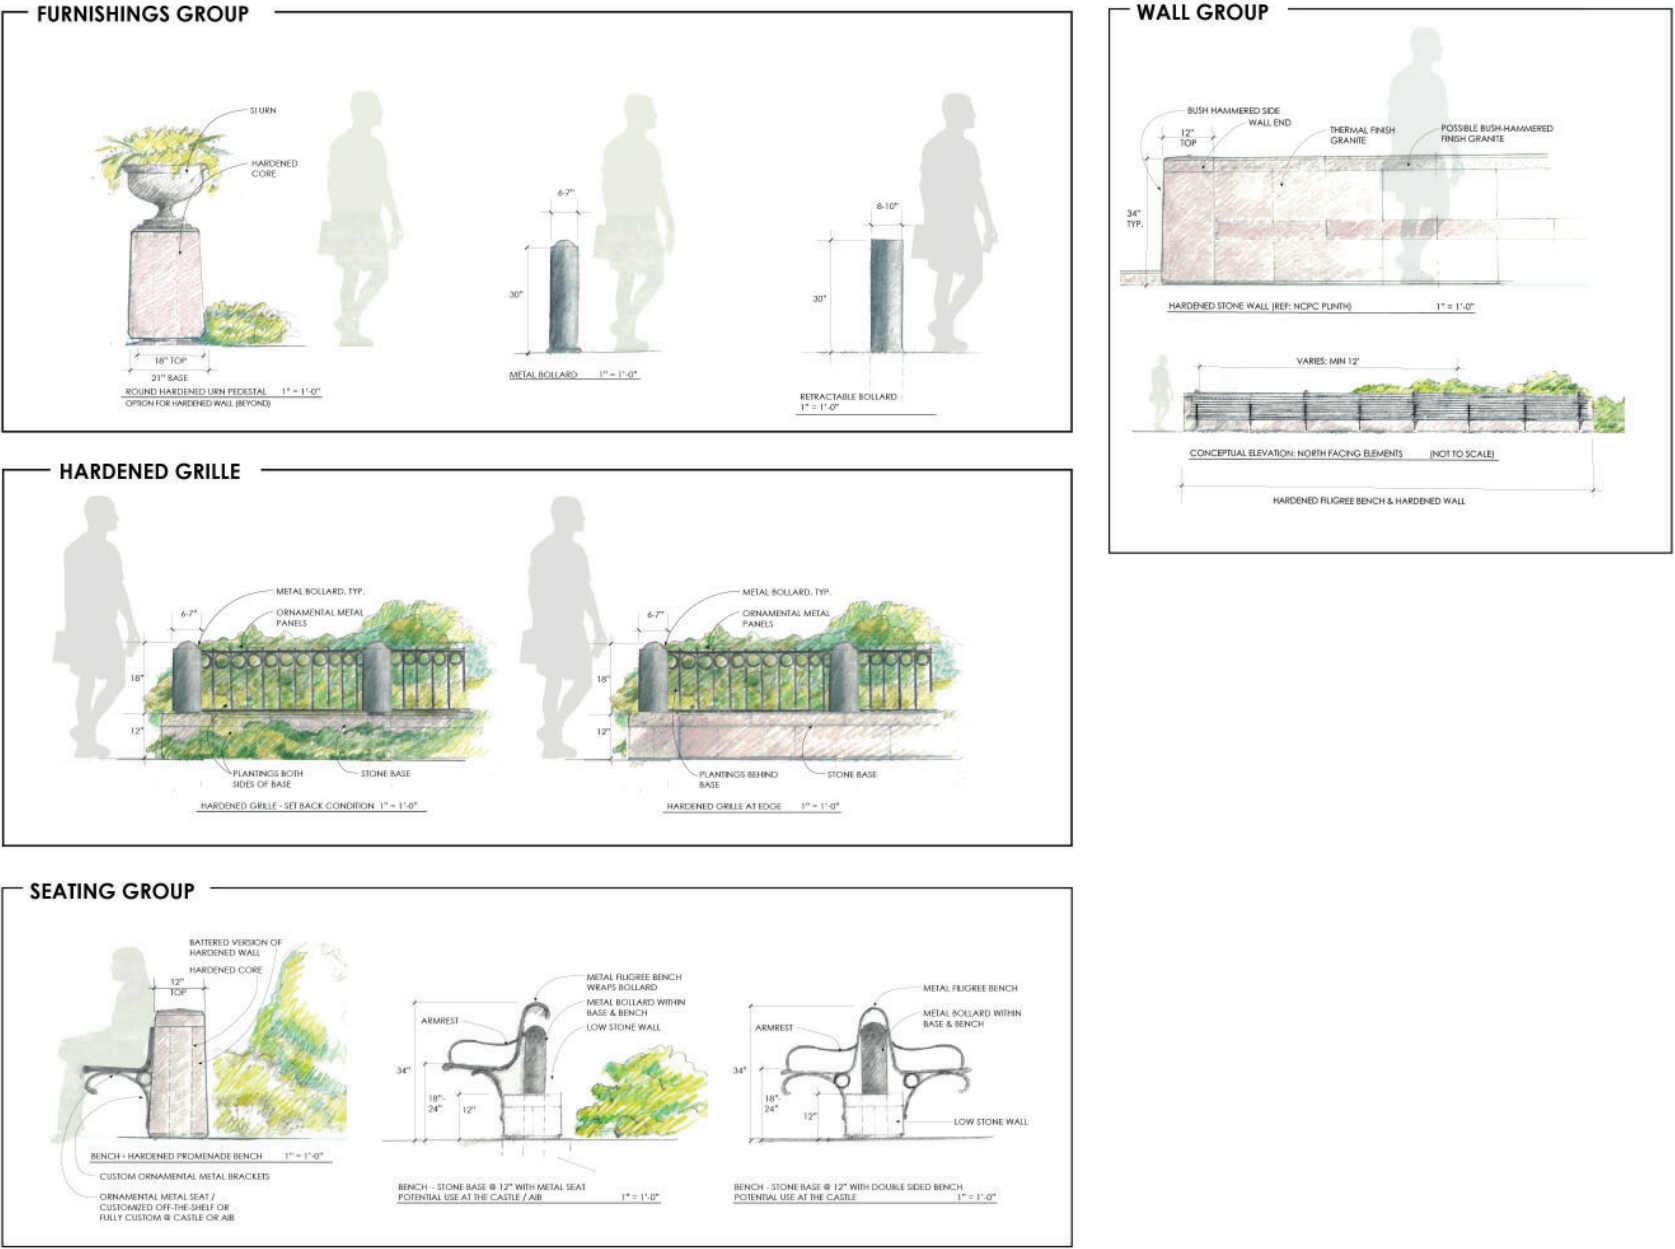 FURNISHINGS GROUP
SI URN
HARDENED
CORE
18" TOP
21" BASE
ROUND HARDENED URN PEDESTAL 1" = 1'-0"
OPTION FOR HARDENED WALL (BEYOND)
6-7"
30"
METAL BOLLARD 1" = 1'-0"
8-10"
30"
RETRACTABLE BOLLARD
1" = 1'-0"
WALL GROUP
BUSH HAMMERED SIDE
WALL END
12"
TOP
THERMAL FINISH
GRANITE
POSSIBLE BUSH-HAMMERED
FINISH GRANITE
34"
TYP.
HARDENED STONE WALL (REF: NCPC PLINTH) 1" = 1'-0"
VARIES: MIN 12'
CONCEPTUAL ELEVATION: NORTH FACING ELEMENTS (NOT TO SCALE)
HARDENED FILIGREE BENCH & HARDENED WALL
HARDENED GRILLE
METAL BOLLARD, TYP.
6-7"
ORNAMENTAL METAL
PANELS
18"
12"
PLANTINGS BOTH
SIDES OF BASE
STONE BASE
HARDENED GRILLE - SET BACK CONDITION 1" = 1'-0"
METAL BOLLARD, TYP.
6-7"
ORNAMENTAL METAL
PANELS
18"
12"
PLANTINGS BEHIND
BASE
STONE BASE
HARDENED GRILLE AT EDGE 1" = 1'-0"
SEATING GROUP
BATTERED VERSION OF
HARDENED WALL
HARDENED CORE
12"
TOP
BENCH - HARDENED PROMENADE BENCH 1" = 1'-0"
CUSTOM ORNAMENTAL METAL BRACKETS
ORNAMENTAL METAL SEAT /
CUSTOMIZED OFF-THE-SHELF OR
FULLY CUSTOM @ CASTLE OR AIB
METAL FILIGREE BENCH
WRAPS BOLLARD
METAL BOLLARD WITHIN
BASE & BENCH
LOW STONE WALL
ARMREST
34"
18"-
24"
12"
BENCH - STONE BASE @ 12" WITH METAL SEAT
POTENTIAL USE AT THE CASTLE / AIB 1" = 1'-0"
METAL FILIGREE BENCH
METAL BOLLARD WITHIN
BASE & BENCH
ARMREST
34"
18"-
24"
12"
LOW STONE WALL
BENCH - STONE BASE @ 12" WITH DOUBLE SIDED BENCH
POTENTIAL USE AT THE CASTLE 1" = 1'-0"